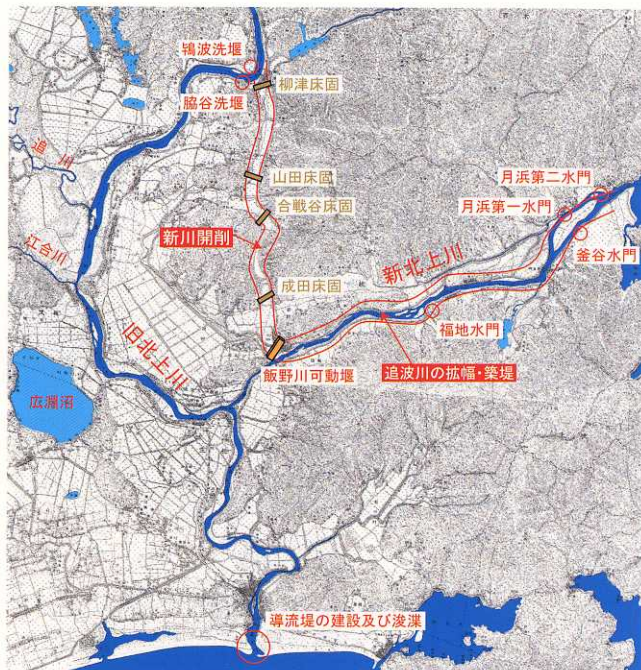 鴇波洗堰
脇谷洗堰
柳津床固
追川
山田床固
月浜第二水門
合戦谷床固
月浜第一水門
新川開削
釜谷水門
江合川
新北上川
成田床固
福地水門
旧北上川
飯野川可動堰
追波川の拡幅・築堤
広淵沼
導流堤の建設及び浚渫